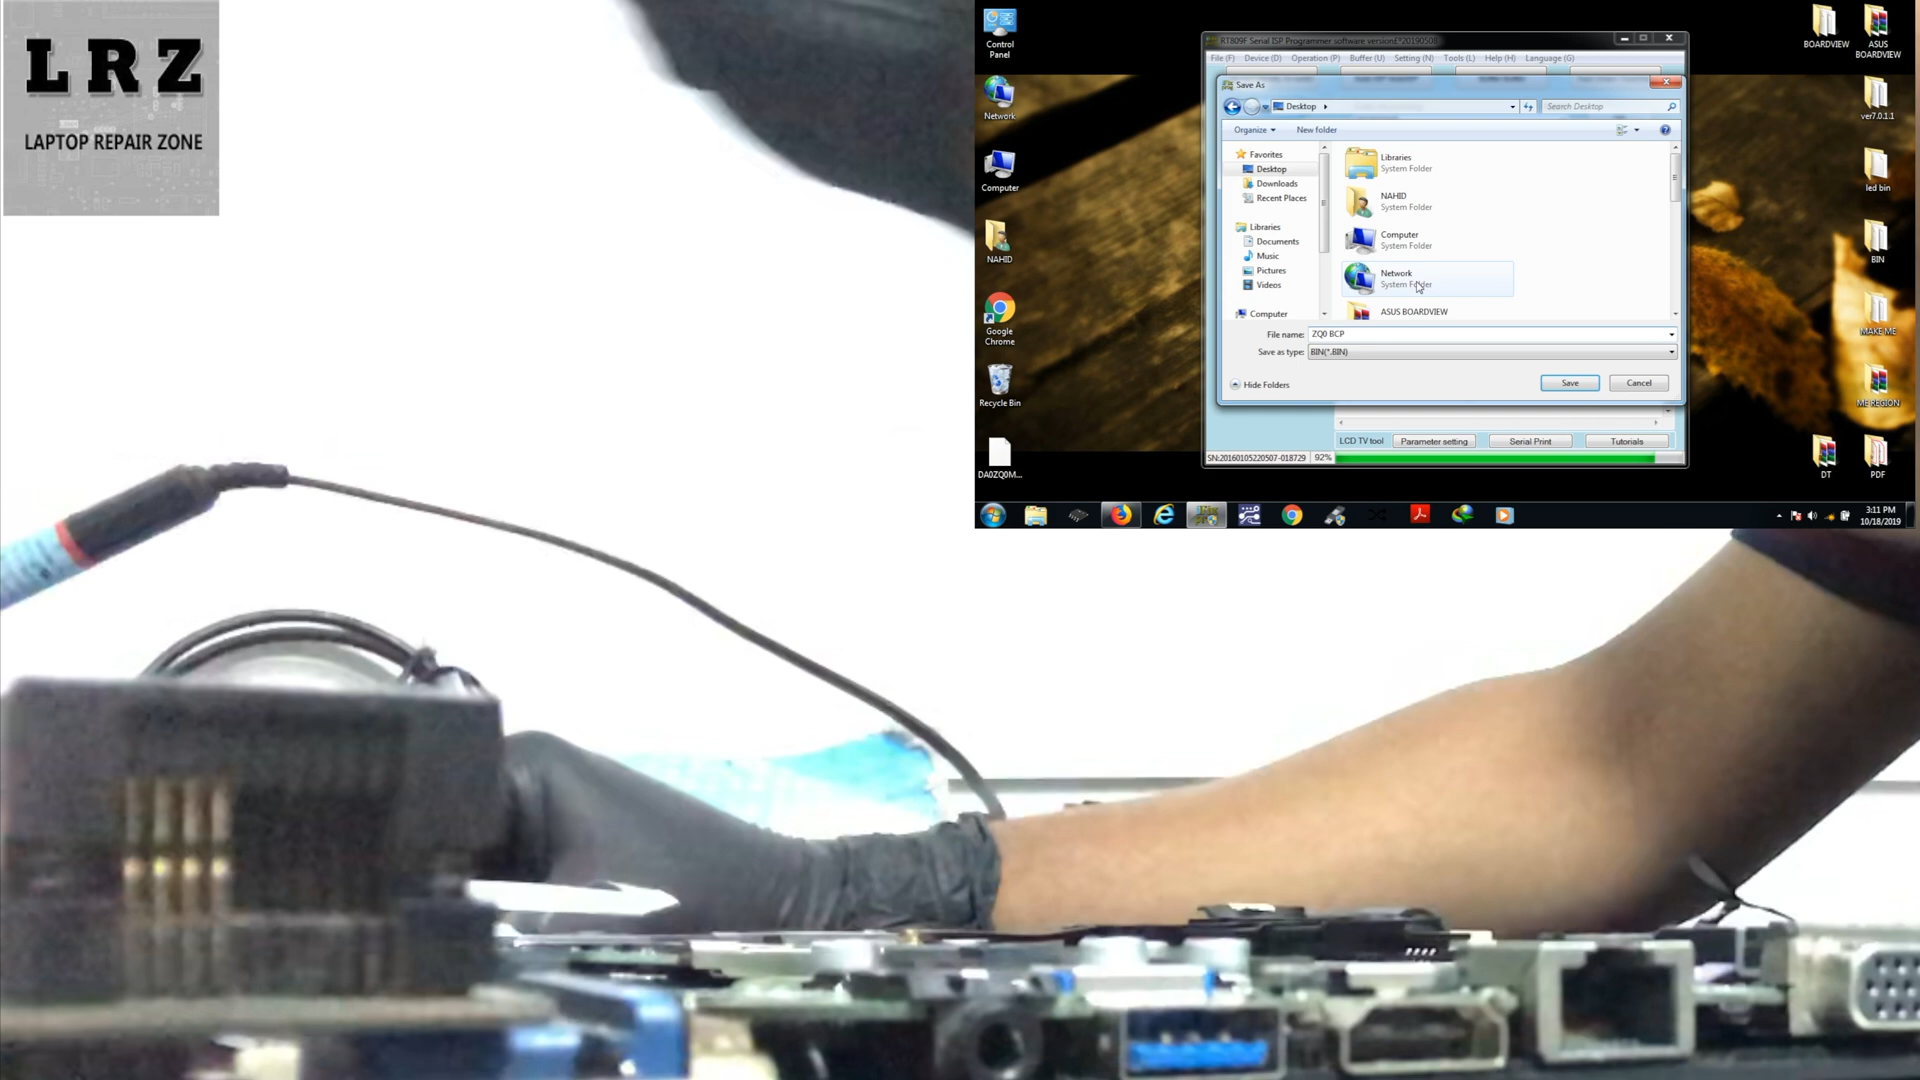 LRZ
LAPTOP REPAIR ZONE
Control
Panel
Network
Computer
NAHID
Google
Chrome
Recycle Bin
DA0ZQ0M...
RT809F Serial ISP Programmer software
File (F) Device (D) Operation (P) Buffer (U) Setting (N) Tools (L) Help (H) Language (G)
Save As
Desktop
Search Desktop
Organize New folder
Favorites
Desktop
Downloads
Recent Places
Libraries
Documents
Music
Pictures
Videos
Computer
Libraries
System Folder
NAHID
System Folder
Computer
System Folder
Network
System Folder
ASUS BOARDVIEW
File name: ZQ0 BCP
Save as type: BIN(*.BIN)
Hide Folders Save Cancel
LCD TV tool Parameter setting Serial Print Tutorials
SN:20160105220507-018729 92%
BOARDVIEW
ASUS
BOARDVIEW
ver7.0.1.1
led bin
BIN
MAKE ME
ME REGION
DT
PDF
3:11 PM
10/18/2019